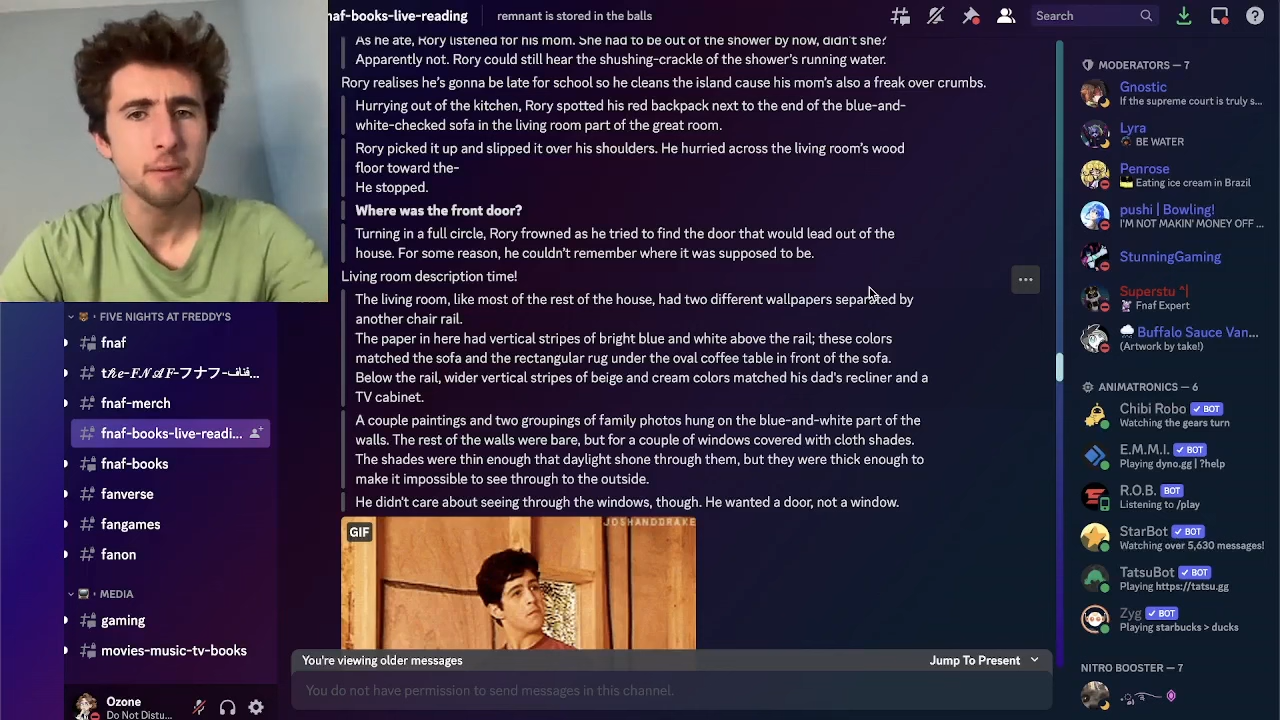 fnaf-books-live-reading
remnant is stored in the balls
Search
As he ate, Rory listened for his mom. She had to be out of the shower by now, didn't she?
Apparently not. Rory could still hear the shushing-crackle of the shower's running water.
Rory realises he's gonna be late for school so he cleans the island cause his mom's also a freak over crumbs.
Hurrying out of the kitchen, Rory spotted his red backpack next to the end of the blue-and-
white-checked sofa in the living room part of the great room.
Rory picked it up and slipped it over his shoulders. He hurried across the living room's wood
floor toward the-
He stopped.
Where was the front door?
Turning in a full circle, Rory frowned as he tried to find the door that would lead out of the
house. For some reason, he couldn't remember where it was supposed to be.
Living room description time!
The living room, like most of the rest of the house, had two different wallpapers separated by
another chair rail.
The paper in here had vertical stripes of bright blue and white above the rail; these colors
matched the sofa and the rectangular rug under the oval coffee table in front of the sofa.
Below the rail, wider vertical stripes of beige and cream colors matched his dad's recliner and a
TV cabinet.
A couple paintings and two groupings of family photos hung on the blue-and-white part of the
walls. The rest of the walls were bare, but for a couple of windows covered with cloth shades.
The shades were thin enough that daylight shone through them, but they were thick enough to
make it impossible to see through to the outside.
He didn't care about seeing through the windows, though. He wanted a door, not a window.
GIF
JOSHANDDRAKE
You're viewing older messages
Jump To Present
You do not have permission to send messages in this channel.
FIVE NIGHTS AT FREDDY'S
fnaf
the-FNAF-フナフ-فناف...
fnaf-merch
fnaf-books-live-readi...
fnaf-books
fanverse
fangames
fanon
MEDIA
gaming
movies-music-tv-books
Ozone
Do Not Distu...
MODERATORS — 7
Gnostic
If the supreme court is truly s...
Lyra
BE WATER
Penrose
Eating ice cream in Brazil
pushi | Bowling!
I'M NOT MAKIN' MONEY OFF ...
StunningGaming
Superstu ^|
Fnaf Expert
Buffalo Sauce Van...
(Artwork by take!)
ANIMATRONICS — 6
Chibi Robo BOT
Watching the gears turn
E.M.M.I. BOT
Playing dyno.gg | ?help
R.O.B. BOT
Listening to /play
StarBot BOT
Watching over 5,630 messages!
TatsuBot BOT
Playing https://tatsu.gg
Zyg BOT
Playing starbucks > ducks
NITRO BOOSTER — 7